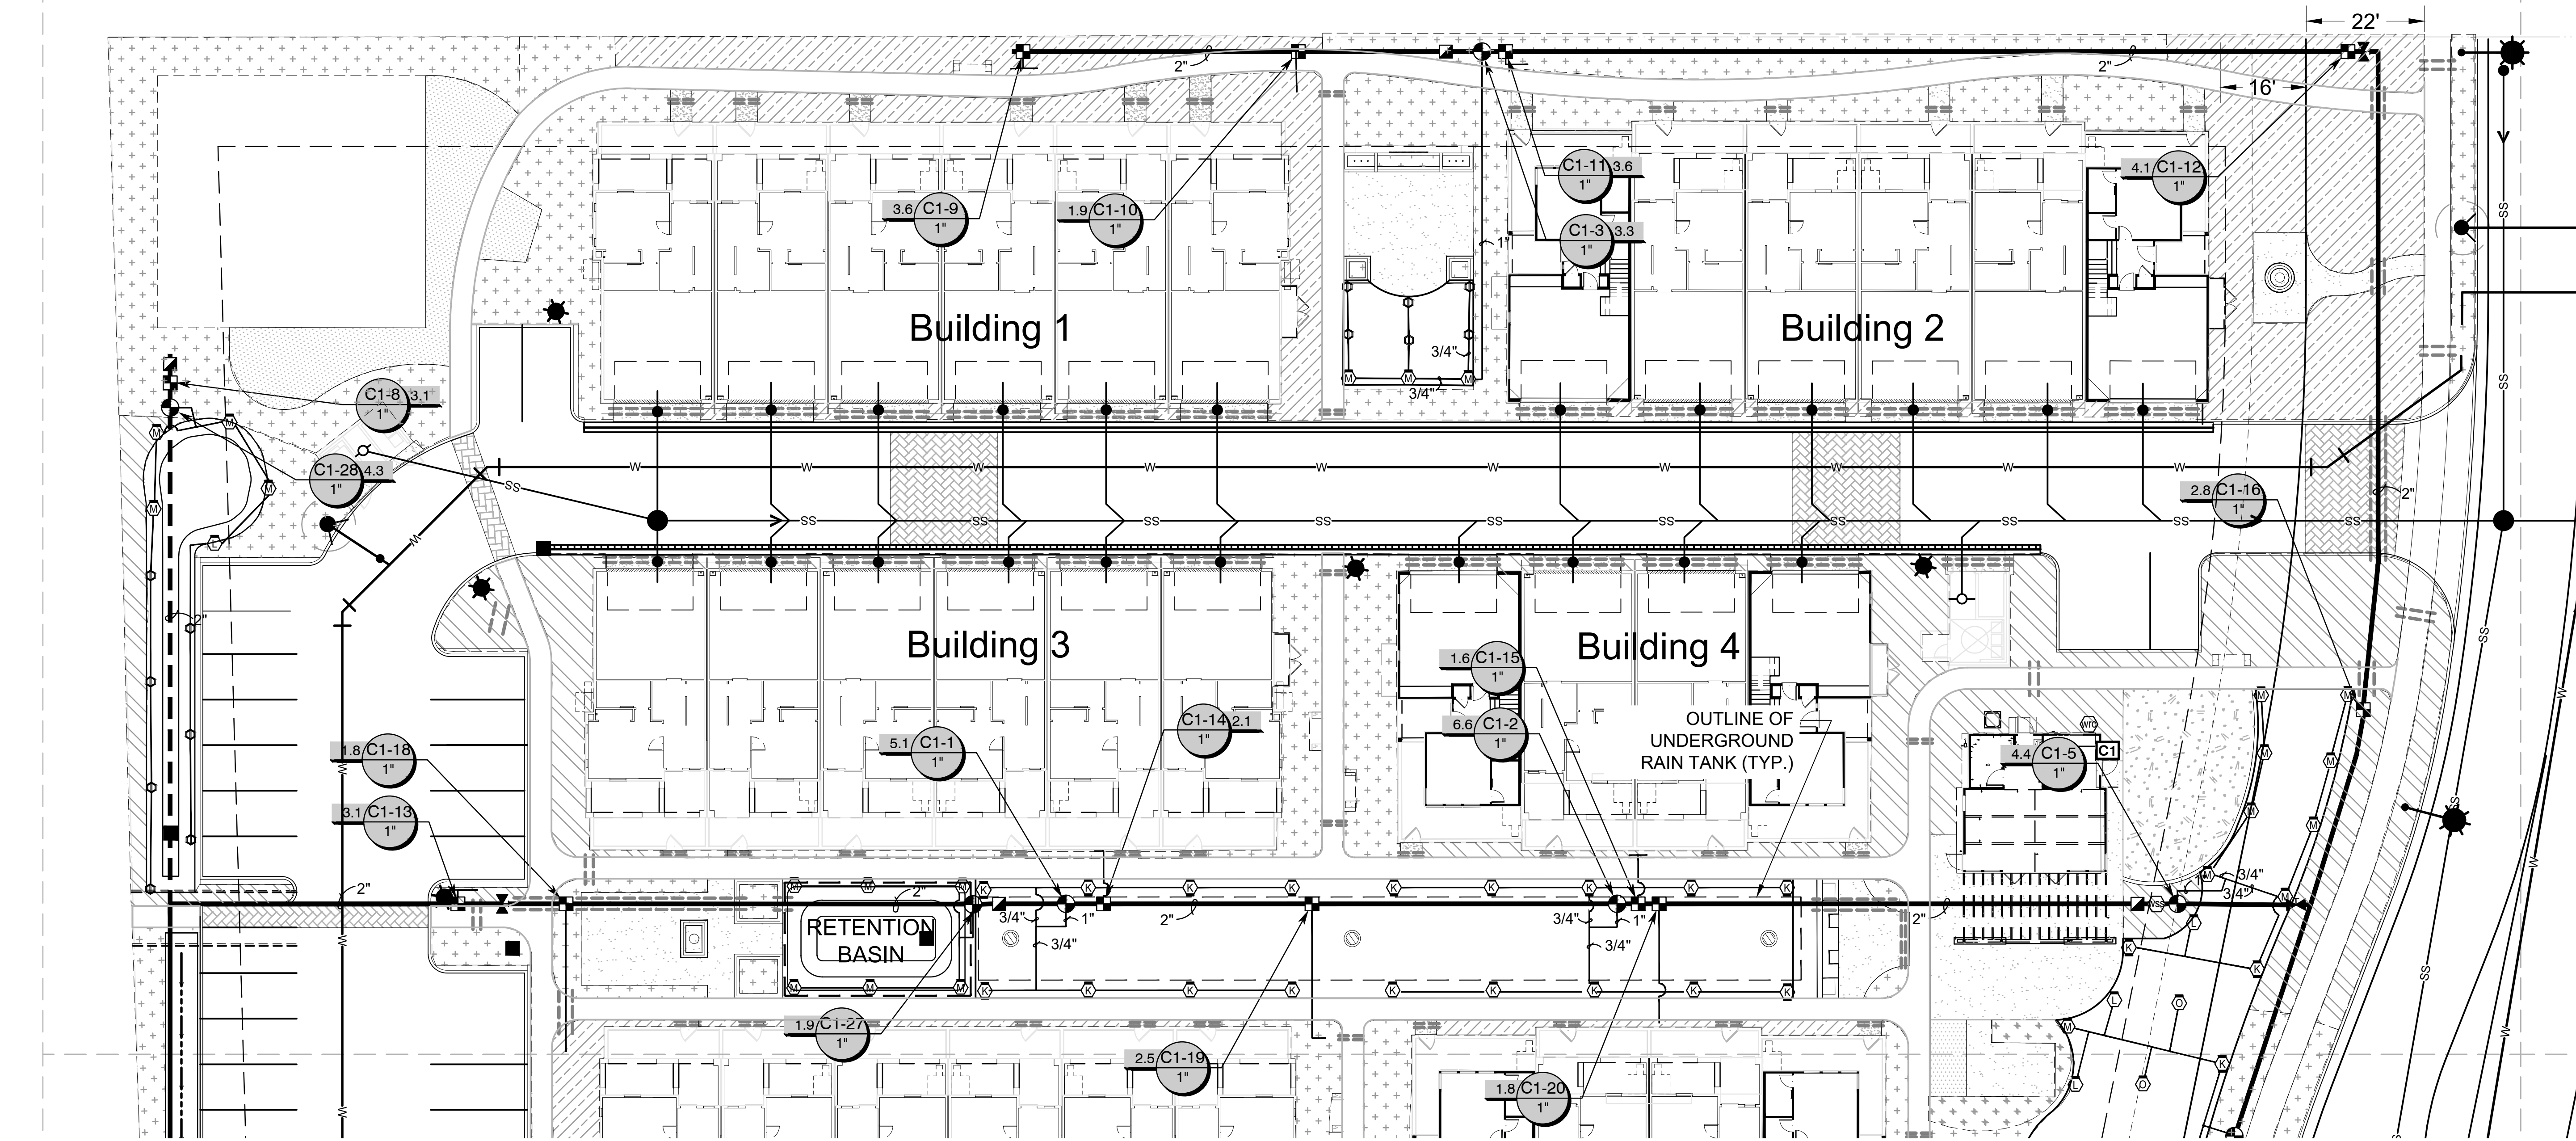 22'
2"
2"
16'
C1-11 3.6
1"
4.1 C1-12
1"
3.6 C1-9
1"
1.9 C1-10
1"
C1-3 3.3
1"
1"
Building 1
Building 2
3/4"
M M M
3/4"
C1-8 3.1
1"
M M
C1-28 4.3
1"
M M
W W W W W W W W W W
SS
2.8 C1-16
1"
2"
SS SS SS SS SS SS SS SS SS SS
SS
SS
L
W
2"
Building 3
Building 4
1.6 C1-15
1"
6.6 C1-2
1"
OUTLINE OF
UNDERGROUND
RAIN TANK (TYP.)
C1-14 2.1
1"
5.1 C1-1
1"
1.8 C1-18
1"
3.1 C1-13
1"
4.4 C1-5
1"
C1
wrc
M M
M M
M M
SS
W
W
2"
M M M
2"
K K K K K K K K K
3/4"
1"
2"
3/4"
1"
2"
3/4"
3/4"
M
M
wss
L
RETENTION
BASIN
3/4"
3/4"
M M M
K K K K K K K K K
K
K
L
O
SS
W
1.9 C1-27
1"
2.5 C1-19
1"
1.8 C1-20
1"
M
K
L
O
W
W
SS